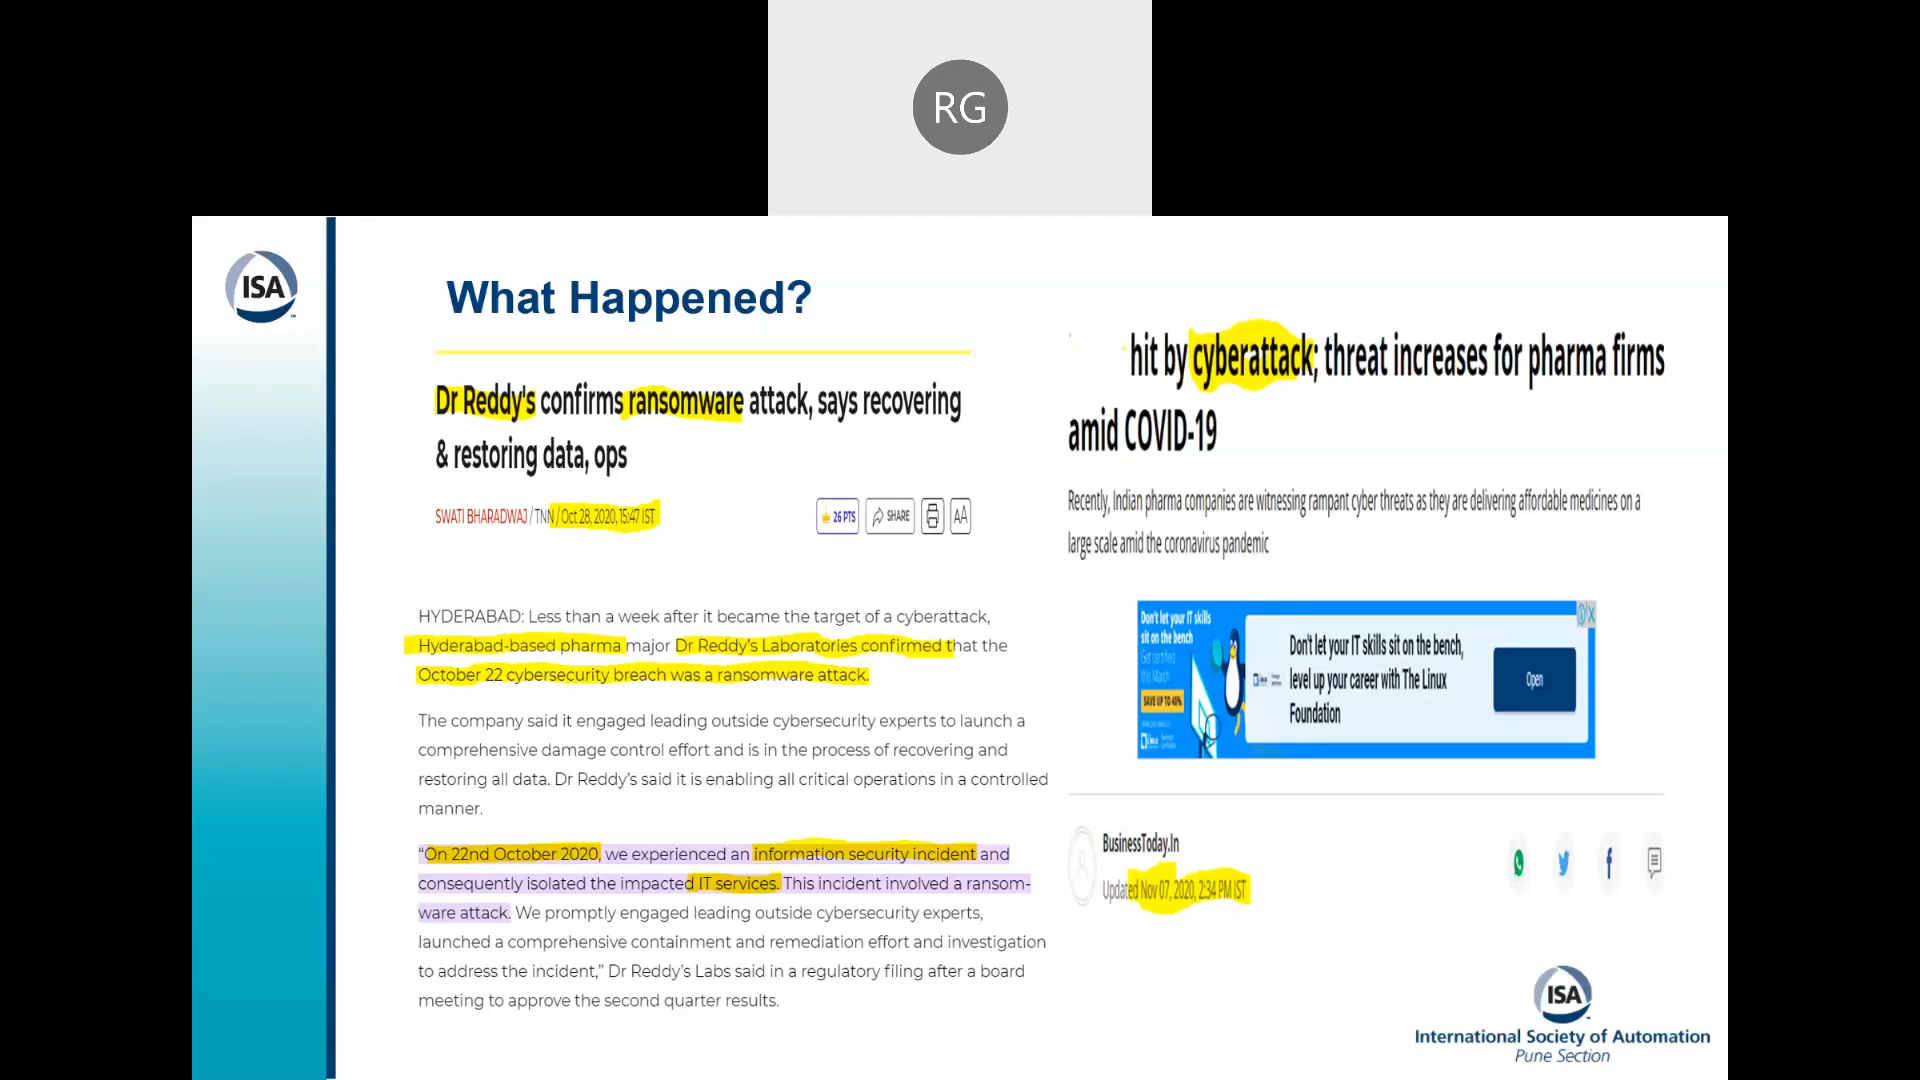 RG
ISA
What Happened?
Dr Reddy's confirms ransomware attack, says recovering
& restoring data, ops
SWATI BHARADWAJ / TNN / Oct 28, 2020, 15:47 IST
26 PTS
SHARE
AA
HYDERABAD: Less than a week after it became the target of a cyberattack,
Hyderabad-based pharma major Dr Reddy's Laboratories confirmed that the
October 22 cybersecurity breach was a ransomware attack.
The company said it engaged leading outside cybersecurity experts to launch a
comprehensive damage control effort and is in the process of recovering and
restoring all data. Dr Reddy's said it is enabling all critical operations in a controlled
manner.
“On 22nd October 2020, we experienced an information security incident and
consequently isolated the impacted IT services. This incident involved a ransom-
ware attack. We promptly engaged leading outside cybersecurity experts,
launched a comprehensive containment and remediation effort and investigation
to address the incident,” Dr Reddy's Labs said in a regulatory filing after a board
meeting to approve the second quarter results.
hit by cyberattack; threat increases for pharma firms
amid COVID-19
Recently, Indian pharma companies are witnessing rampant cyber threats as they are delivering affordable medicines on a
large scale amid the coronavirus pandemic
Don't let your IT skills
sit on the bench
Get certified
this March
SAVE UP TO 40%
Don't let your IT skills sit on the bench,
level up your career with The Linux
Foundation
Open
BusinessToday.In
Updated Nov 07, 2020, 2:34 PM IST
ISA
International Society of Automation
Pune Section